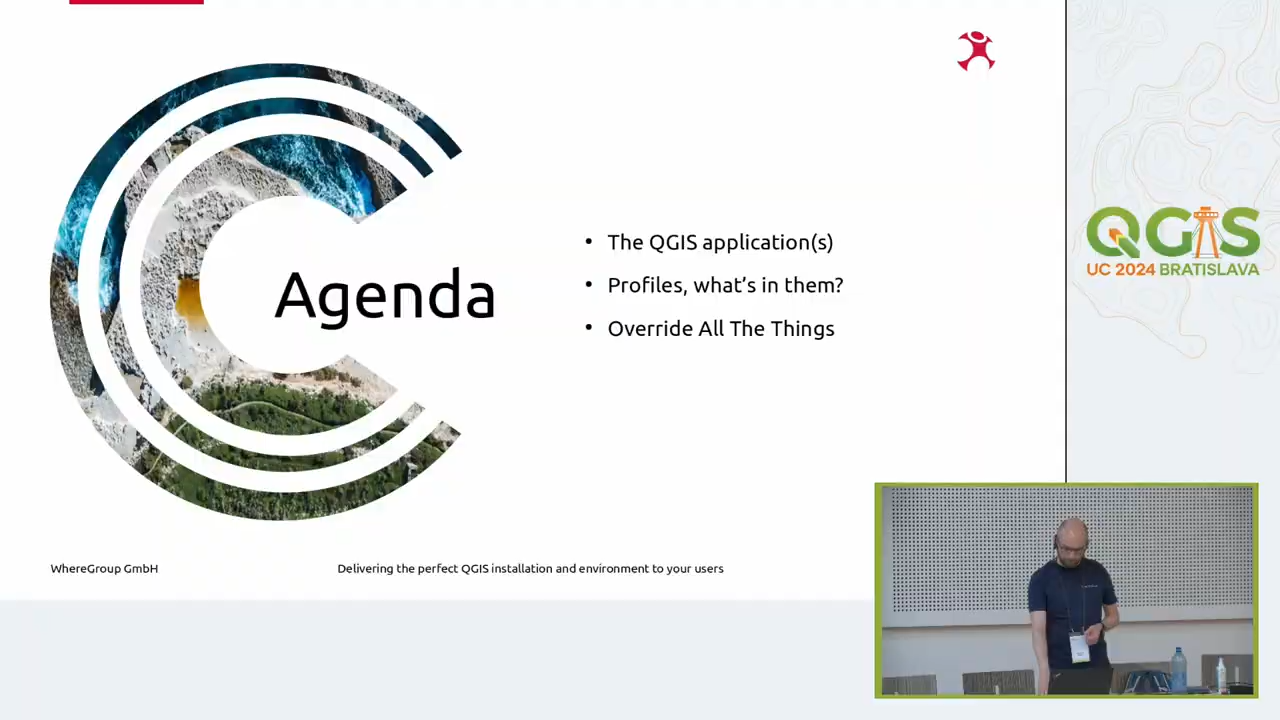 Agenda
• The QGIS application(s)
• Profiles, what's in them?
• Override All The Things
WhereGroup GmbH
Delivering the perfect QGIS installation and environment to your users
QGIS
UC 2024 BRATISLAVA